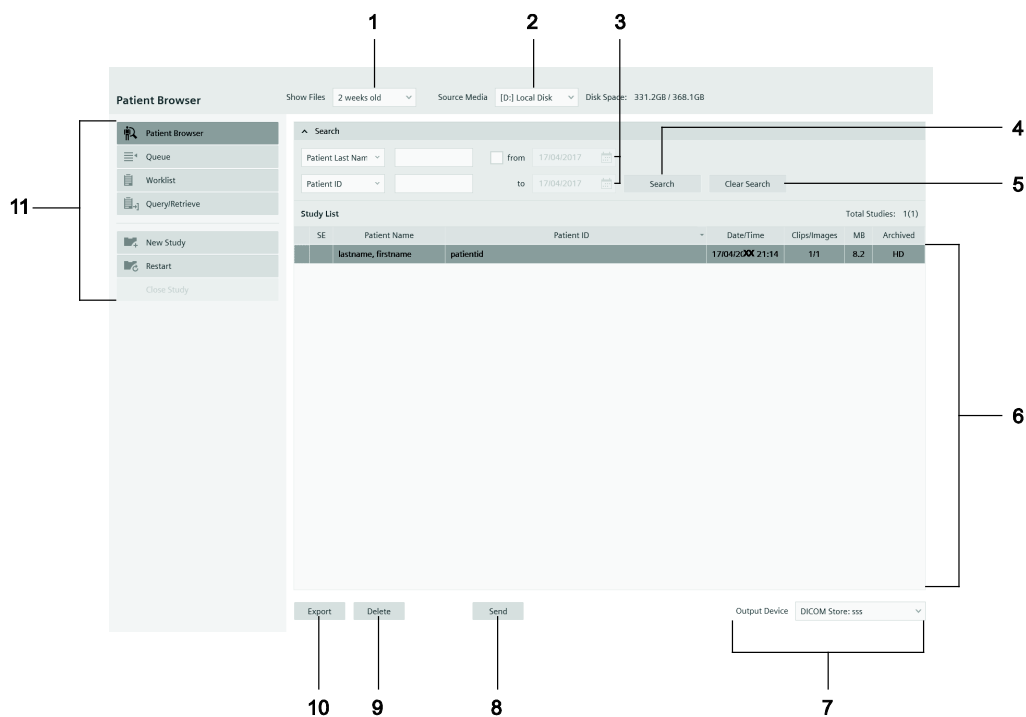 1 2 3
Patient Browser
Show Files 2 weeks old Source Media [D:] Local Disk Disk Space: 331.2GB / 368.1GB
Patient Browser
Queue
Worklist
Query/Retrieve
New Study
Restart
Close Study
11
Search
Patient Last Nam from 17/04/2017
Patient ID to 17/04/2017 Search Clear Search
4
5
Study List Total Studies: 1(1)
SE Patient Name Patient ID Date/Time Clips/Images MB Archived
lastname, firstname patientid 17/04/20XX 21:14 1/1 8.2 HD
6
Export Delete Send Output Device DICOM Store: sss
10 9 8 7